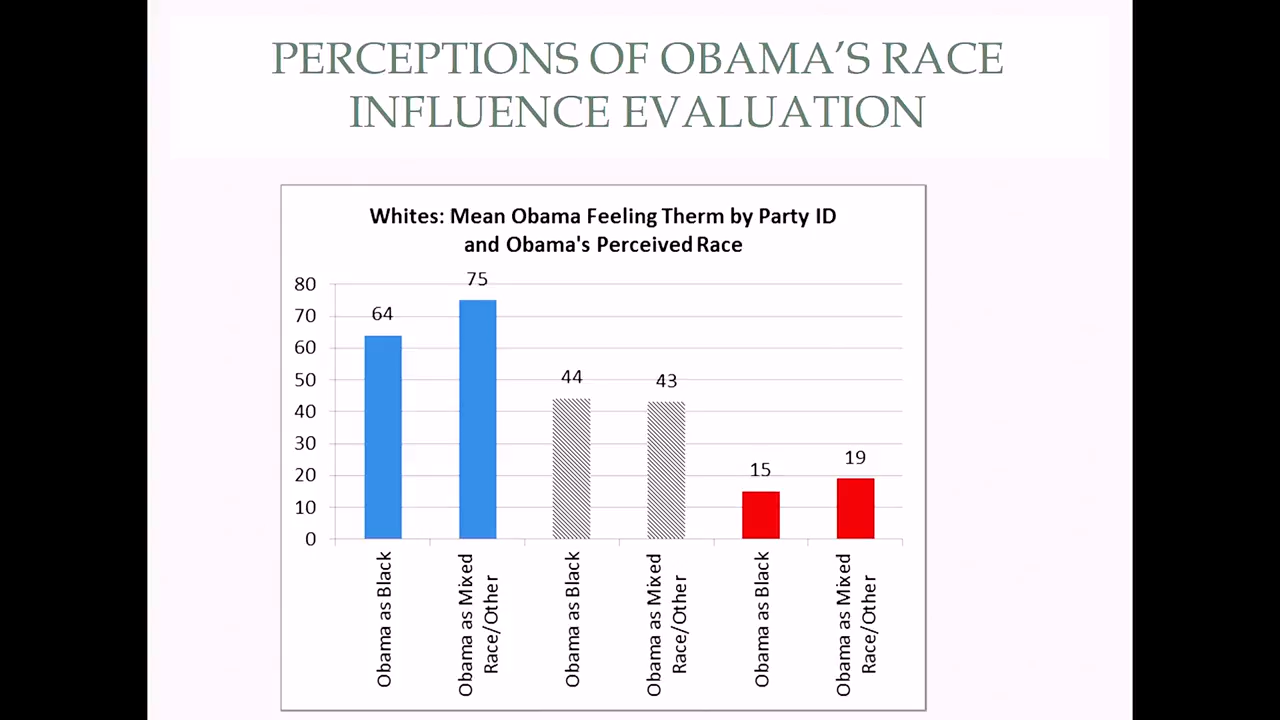 PERCEPTIONS OF OBAMA'S RACE
INFLUENCE EVALUATION
Whites: Mean Obama Feeling Therm by Party ID
and Obama's Perceived Race
80
70
60
50
40
30
20
10
0
64
75
44
43
15
19
Obama as Black
Obama as Mixed
Race/Other
Obama as Black
Obama as Mixed
Race/Other
Obama as Black
Obama as Mixed
Race/Other